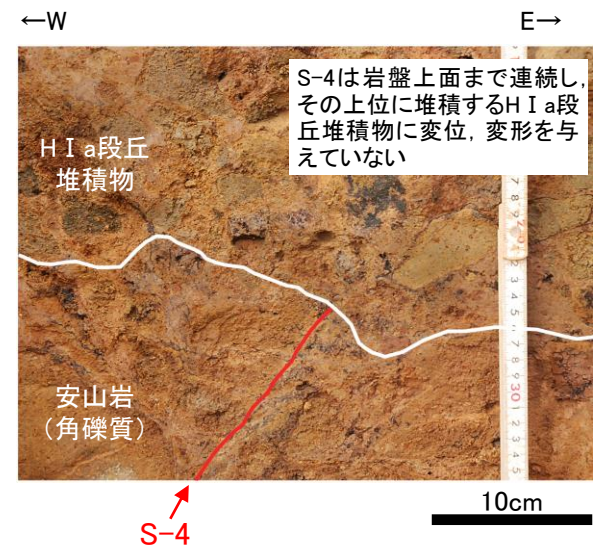 ←W
E→
S-4は岩盤上面まで連続し,
その上位に堆積するHⅠa段
丘堆積物に変位,変形を与
えていない
HⅠa段丘
堆積物
安山岩
(角礫質)
S-4
10cm
30